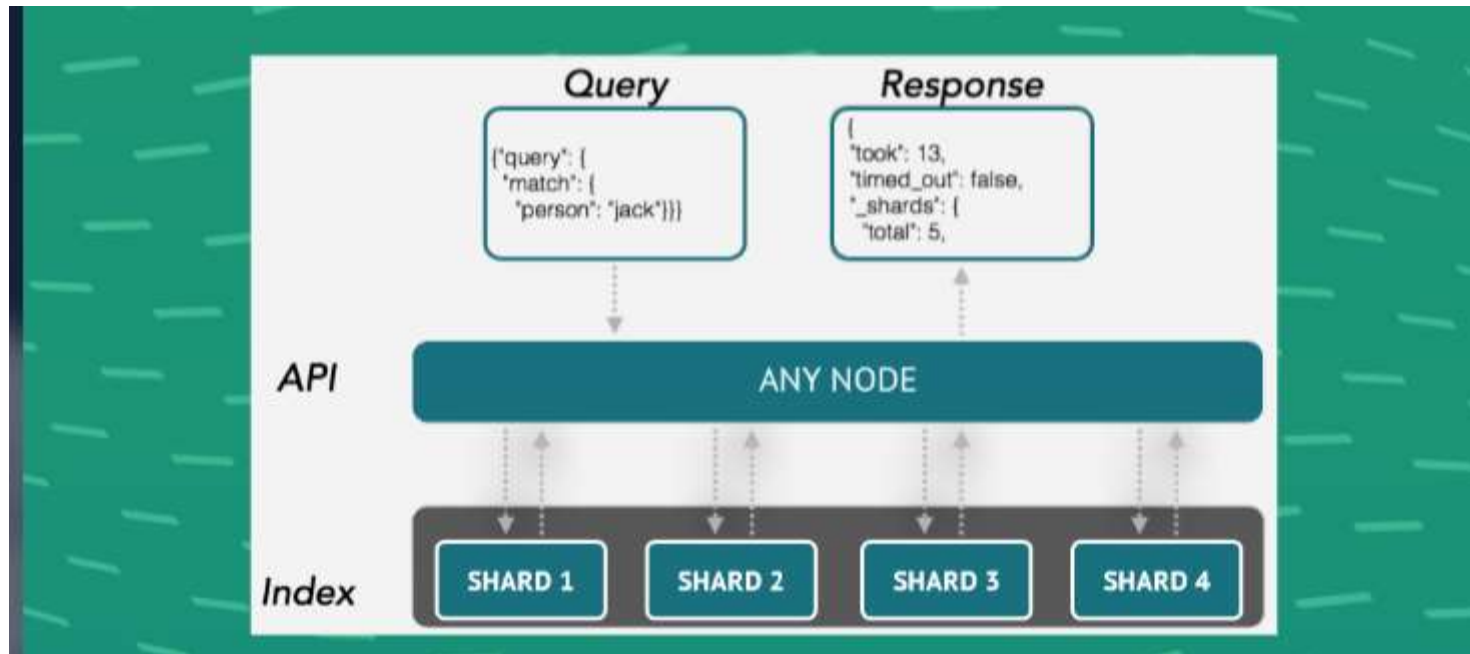 Query
Response
{"query": {
"match": {
"person": "jack"}}}
{
"took": 13,
"timed_out": false,
"_shards": {
"total": 5,
API
ANY NODE
Index
SHARD 1
SHARD 2
SHARD 3
SHARD 4